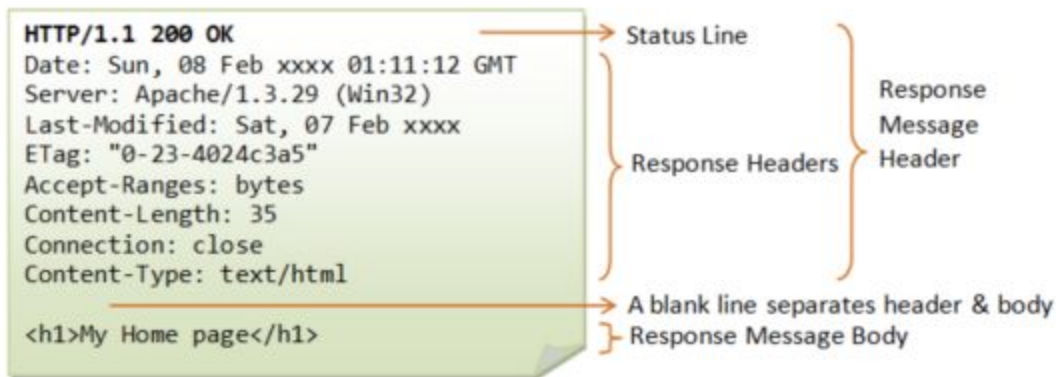 HTTP/1.1 200 OK
Date: Sun, 08 Feb xxxx 01:11:12 GMT
Server: Apache/1.3.29 (Win32)
Last-Modified: Sat, 07 Feb xxxx
ETag: "0-23-4024c3a5"
Accept-Ranges: bytes
Content-Length: 35
Connection: close
Content-Type: text/html
<h1>My Home page</h1>
Status Line
Response Headers
Response
Message
Header
A blank line separates header & body
Response Message Body